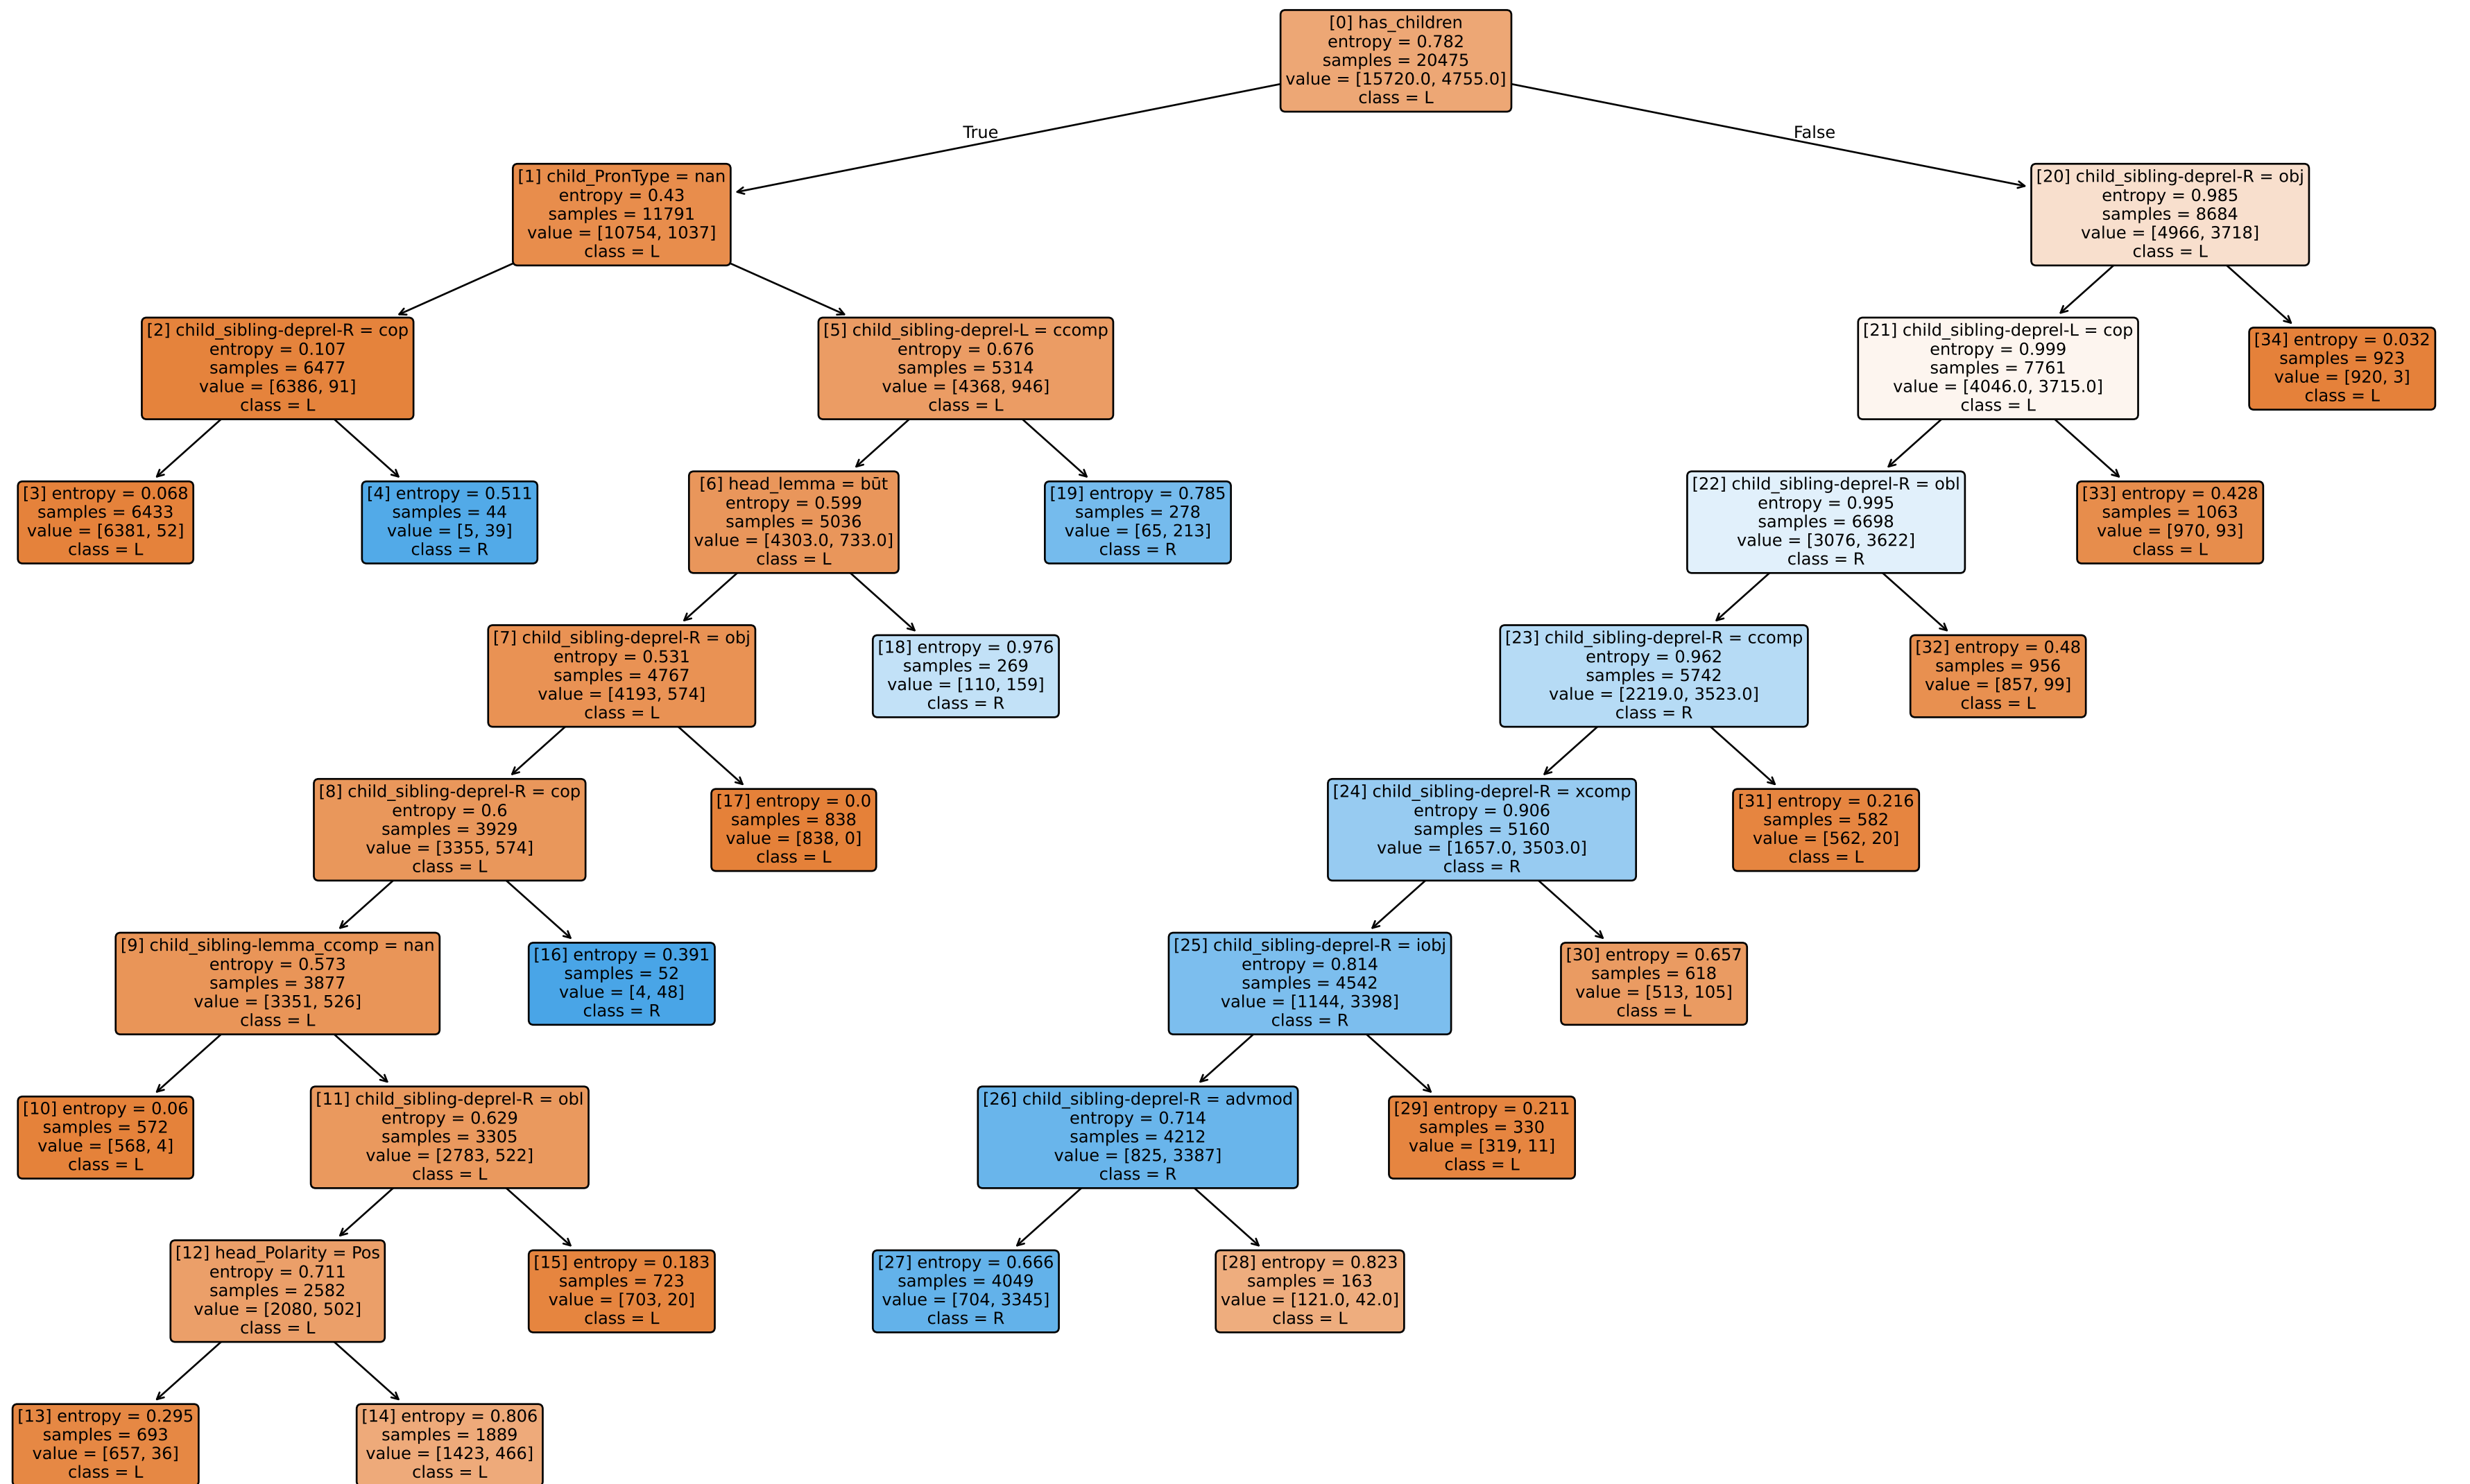 [0] has_children
entropy = 0.782
samples = 20475
value = [15720.0, 4755.0]
class = L
True
False
[1] child_PronType = nan
entropy = 0.43
samples = 11791
value = [10754, 1037]
class = L
[20] child_sibling-deprel-R = obj
entropy = 0.985
samples = 8684
value = [4966, 3718]
class = L
[2] child_sibling-deprel-R = cop
entropy = 0.107
samples = 6477
value = [6386, 91]
class = L
[5] child_sibling-deprel-L = ccomp
entropy = 0.676
samples = 5314
value = [4368, 946]
class = L
[21] child_sibling-deprel-L = cop
entropy = 0.999
samples = 7761
value = [4046.0, 3715.0]
class = L
[34] entropy = 0.032
samples = 923
value = [920, 3]
class = L
[3] entropy = 0.068
samples = 6433
value = [6381, 52]
class = L
[4] entropy = 0.511
samples = 44
value = [5, 39]
class = R
[6] head_lemma = būt
entropy = 0.599
samples = 5036
value = [4303.0, 733.0]
class = L
[19] entropy = 0.785
samples = 278
value = [65, 213]
class = R
[22] child_sibling-deprel-R = obl
entropy = 0.995
samples = 6698
value = [3076, 3622]
class = R
[33] entropy = 0.428
samples = 1063
value = [970, 93]
class = L
[7] child_sibling-deprel-R = obj
entropy = 0.531
samples = 4767
value = [4193, 574]
class = L
[18] entropy = 0.976
samples = 269
value = [110, 159]
class = R
[23] child_sibling-deprel-R = ccomp
entropy = 0.962
samples = 5742
value = [2219.0, 3523.0]
class = R
[32] entropy = 0.48
samples = 956
value = [857, 99]
class = L
[8] child_sibling-deprel-R = cop
entropy = 0.6
samples = 3929
value = [3355, 574]
class = L
[17] entropy = 0.0
samples = 838
value = [838, 0]
class = L
[24] child_sibling-deprel-R = xcomp
entropy = 0.906
samples = 5160
value = [1657.0, 3503.0]
class = R
[31] entropy = 0.216
samples = 582
value = [562, 20]
class = L
[9] child_sibling-lemma_ccomp = nan
entropy = 0.573
samples = 3877
value = [3351, 526]
class = L
[16] entropy = 0.391
samples = 52
value = [4, 48]
class = R
[25] child_sibling-deprel-R = iobj
entropy = 0.814
samples = 4542
value = [1144, 3398]
class = R
[30] entropy = 0.657
samples = 618
value = [513, 105]
class = L
[10] entropy = 0.06
samples = 572
value = [568, 4]
class = L
[11] child_sibling-deprel-R = obl
entropy = 0.629
samples = 3305
value = [2783, 522]
class = L
[26] child_sibling-deprel-R = advmod
entropy = 0.714
samples = 4212
value = [825, 3387]
class = R
[29] entropy = 0.211
samples = 330
value = [319, 11]
class = L
[12] head_Polarity = Pos
entropy = 0.711
samples = 2582
value = [2080, 502]
class = L
[15] entropy = 0.183
samples = 723
value = [703, 20]
class = L
[27] entropy = 0.666
samples = 4049
value = [704, 3345]
class = R
[28] entropy = 0.823
samples = 163
value = [121.0, 42.0]
class = L
[13] entropy = 0.295
samples = 693
value = [657, 36]
class = L
[14] entropy = 0.806
samples = 1889
value = [1423, 466]
class = L